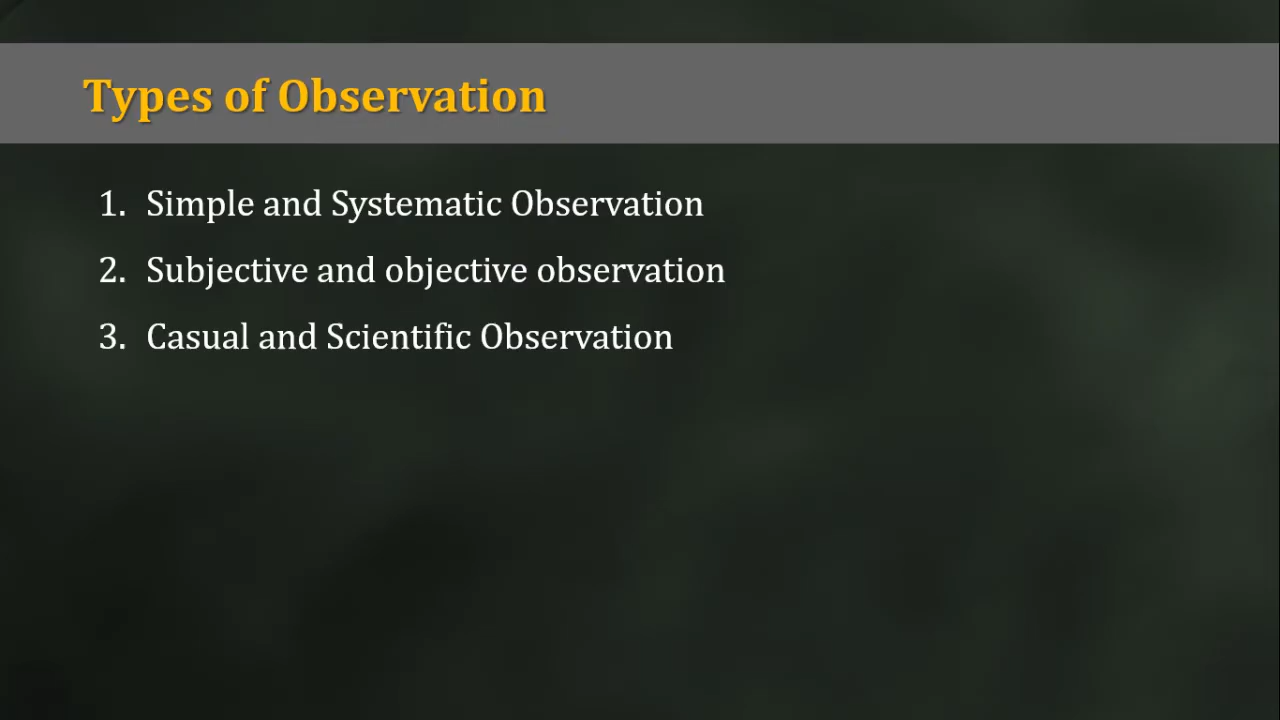 Types of Observation
1. Simple and Systematic Observation
2. Subjective and objective observation
3. Casual and Scientific Observation